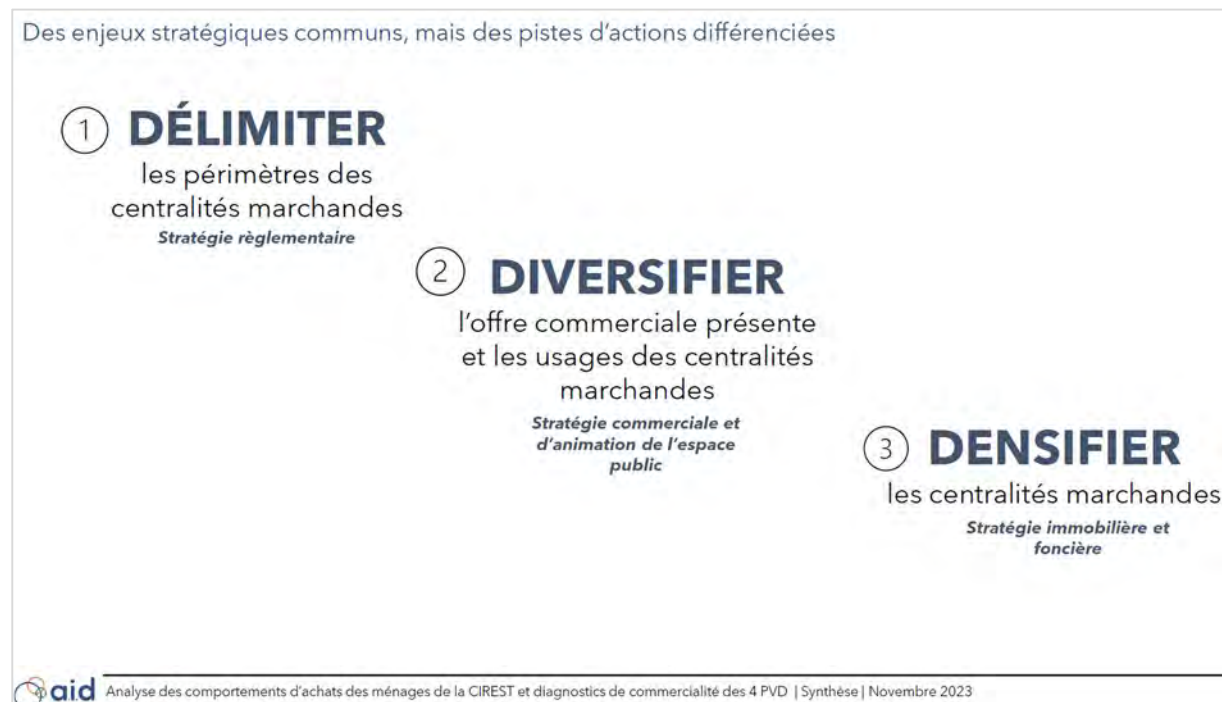 Des enjeux stratégiques communs, mais des pistes d'actions différenciées
1 DÉLIMITER
les périmètres des
centralités marchandes
Stratégie règlementaire
2 DIVERSIFIER
l'offre commerciale présente
et les usages des centralités
marchandes
Stratégie commerciale et
d'animation de l'espace
public
3 DENSIFIER
les centralités marchandes
Stratégie immobilière et
foncière
aid Analyse des comportements d'achats des ménages de la CIREST et diagnostics de commercialité des 4 PVD | Synthèse | Novembre 2023